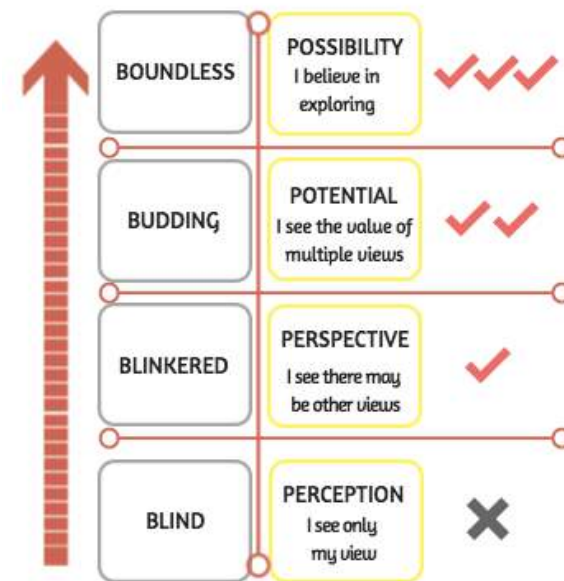 BOUNDLESS
POSSIBILITY
I believe in
exploring
BUDDING
POTENTIAL
I see the value of
multiple views
BLINKERED
PERSPECTIVE
I see there may
be other views
BLIND
PERCEPTION
I see only
my view